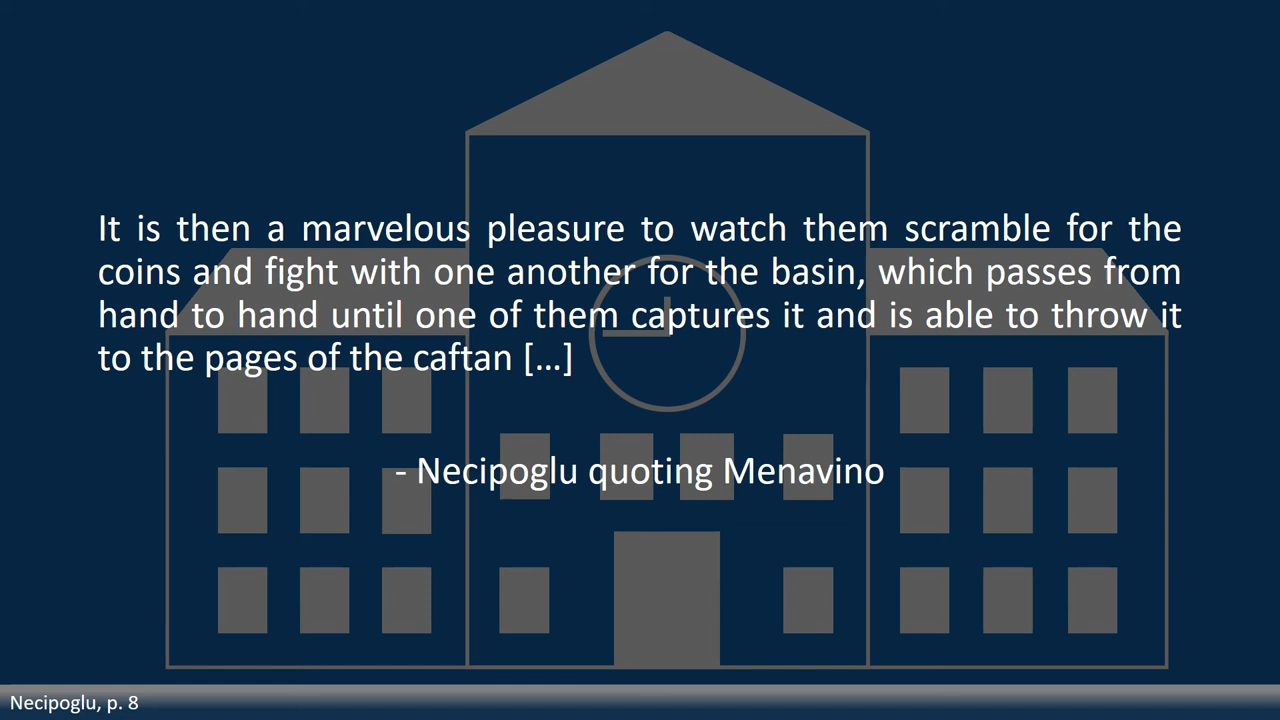 It is then a marvelous pleasure to watch them scramble for the
coins and fight with one another for the basin, which passes from
hand to hand until one of them captures it and is able to throw it
to the pages of the caftan [...]
- Necipoglu quoting Menavino
Necipoglu, p. 8